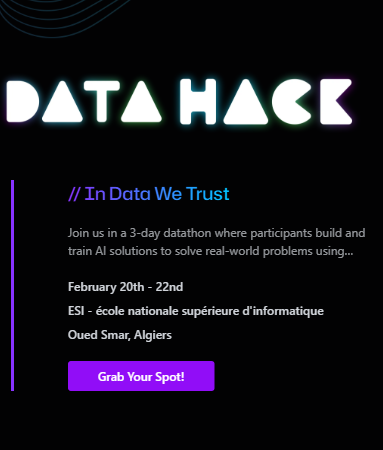 DATA HACK
// In Data We Trust
Join us in a 3-day datathon where participants build and
train AI solutions to solve real-world problems using...
February 20th - 22nd
ESI - école nationale supérieure d'informatique
Oued Smar, Algiers
Grab Your Spot!